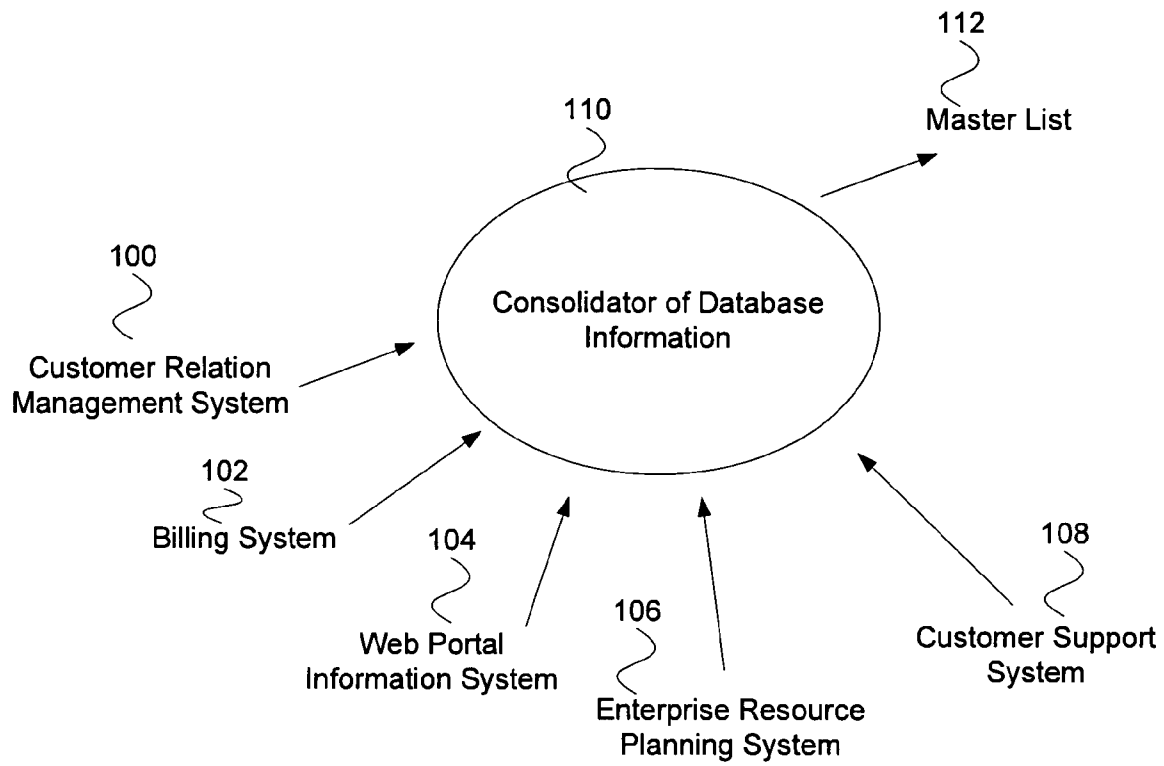 112
Master List
110
Consolidator of Database
Information
100
Customer Relation
Management System
102
Billing System
104
Web Portal
Information System
106
Enterprise Resource
Planning System
108
Customer Support
System